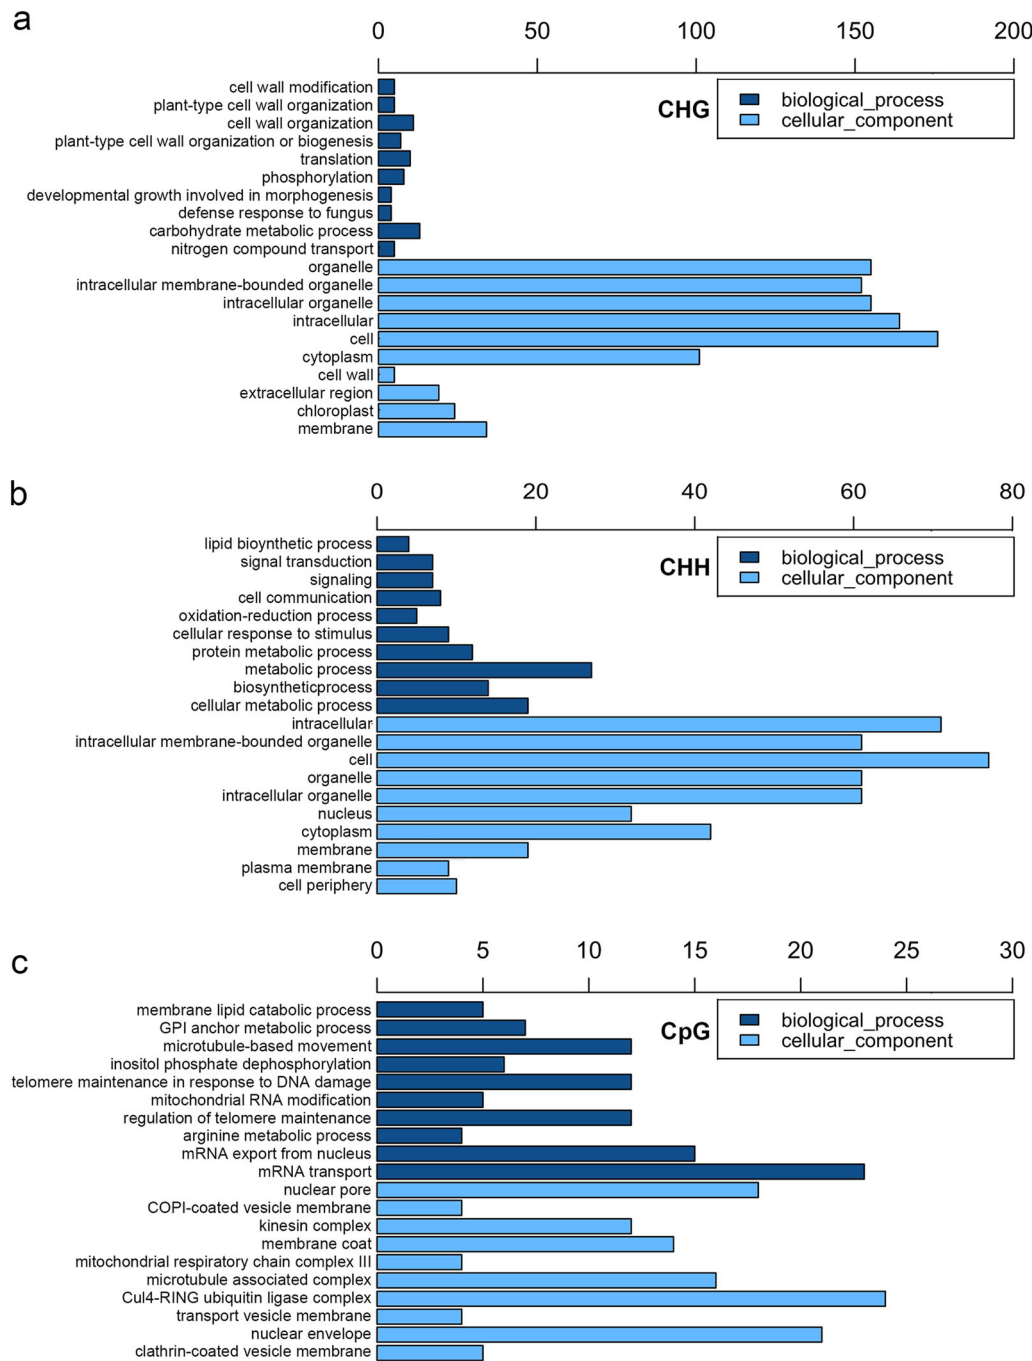 a
0 50 100 150 200
CHG
biological_process
cellular_component
cell wall modification
plant-type cell wall organization
cell wall organization
plant-type cell wall organization or biogenesis
translation
phosphorylation
developmental growth involved in morphogenesis
defense response to fungus
carbohydrate metabolic process
nitrogen compound transport
organelle
intracellular membrane-bounded organelle
intracellular organelle
intracellular
cell
cytoplasm
cell wall
extracellular region
chloroplast
membrane
b
0 20 40 60 80
CHH
biological_process
cellular_component
lipid bioynthetic process
signal transduction
signaling
cell communication
oxidation-reduction process
cellular response to stimulus
protein metabolic process
metabolic process
biosyntheticprocess
cellular metabolic process
intracellular
intracellular membrane-bounded organelle
cell
organelle
intracellular organelle
nucleus
cytoplasm
membrane
plasma membrane
cell periphery
c
0 5 10 15 20 25 30
CpG
biological_process
cellular_component
membrane lipid catabolic process
GPI anchor metabolic process
microtubule-based movement
inositol phosphate dephosphorylation
telomere maintenance in response to DNA damage
mitochondrial RNA modification
regulation of telomere maintenance
arginine metabolic process
mRNA export from nucleus
mRNA transport
nuclear pore
COPI-coated vesicle membrane
kinesin complex
membrane coat
mitochondrial respiratory chain complex III
microtubule associated complex
Cul4-RING ubiquitin ligase complex
transport vesicle membrane
nuclear envelope
clathrin-coated vesicle membrane